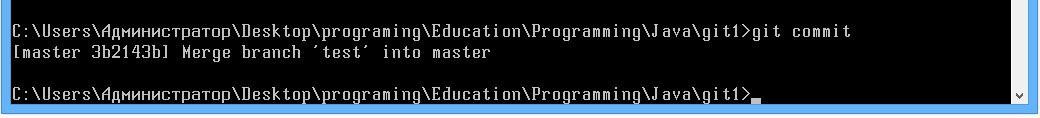 C:\Users\Администратор\Desktop\programing\Education\Programming\Java\git1>git commit
[master 3b2143b] Merge branch 'test' into master
C:\Users\Администратор\Desktop\programing\Education\Programming\Java\git1>